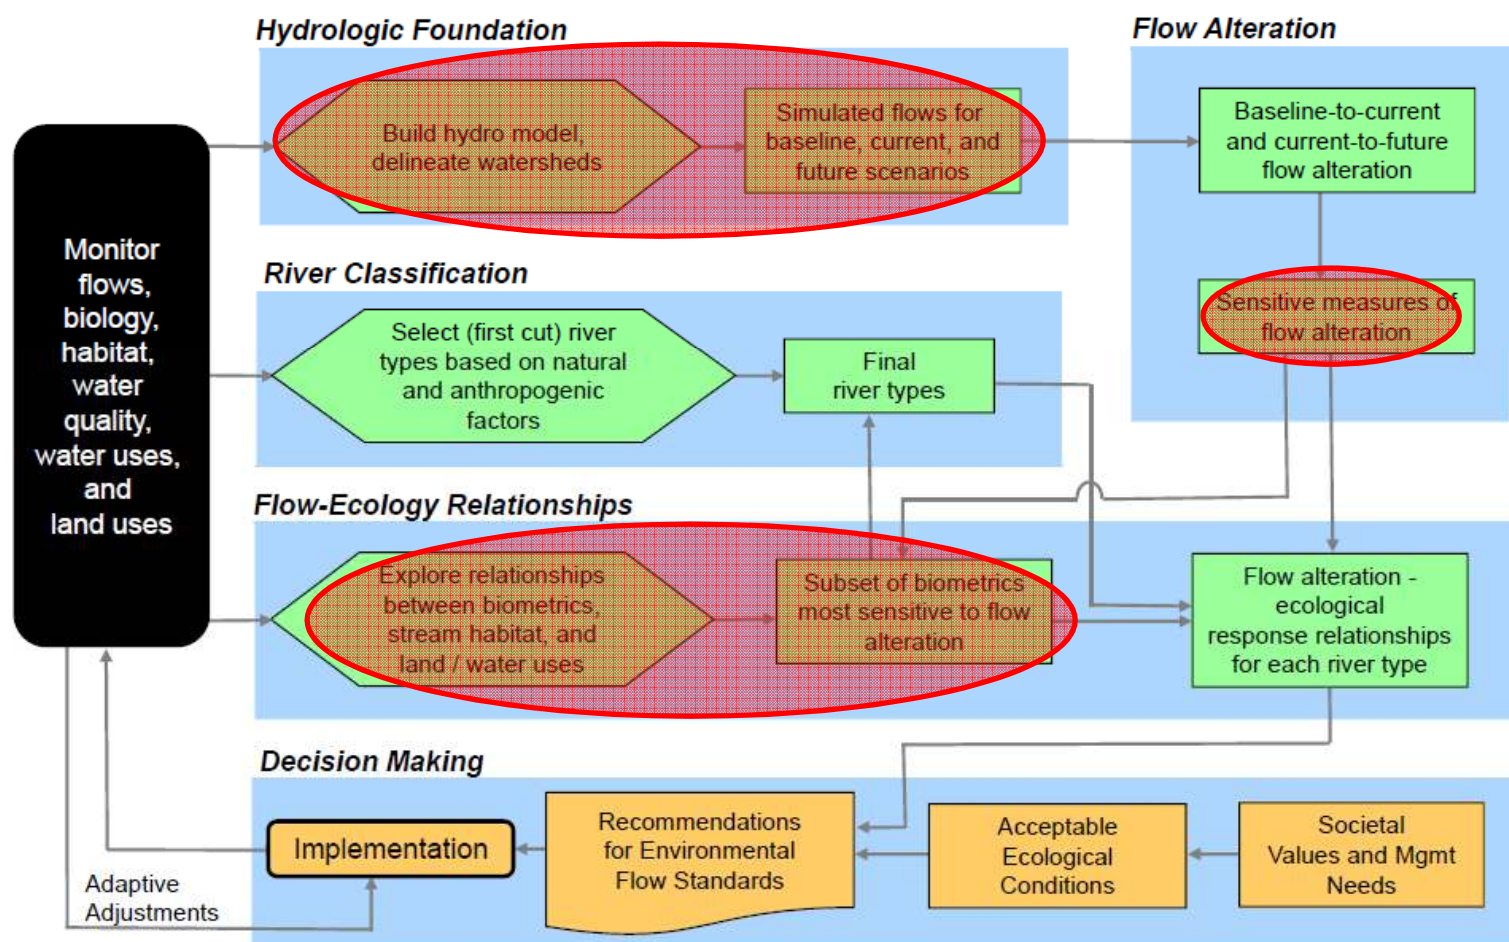 Hydrologic Foundation
Flow Alteration
Build hydro model,
delineate watersheds
Simulated flows for
baseline, current, and
future scenarios
Baseline-to-current
and current-to-future
flow alteration
Sensitive measures of
flow alteration
Monitor
flows,
biology,
habitat,
water
quality,
water uses,
and
land uses
River Classification
Select (first cut) river
types based on natural
and anthropogenic
factors
Final
river types
Flow-Ecology Relationships
Explore relationships
between biometrics,
stream habitat, and
land / water uses
Subset of biometrics
most sensitive to flow
alteration
Flow alteration -
ecological
response relationships
for each river type
Decision Making
Implementation
Recommendations
for Environmental
Flow Standards
Acceptable
Ecological
Conditions
Societal
Values and Mgmt
Needs
Adaptive
Adjustments